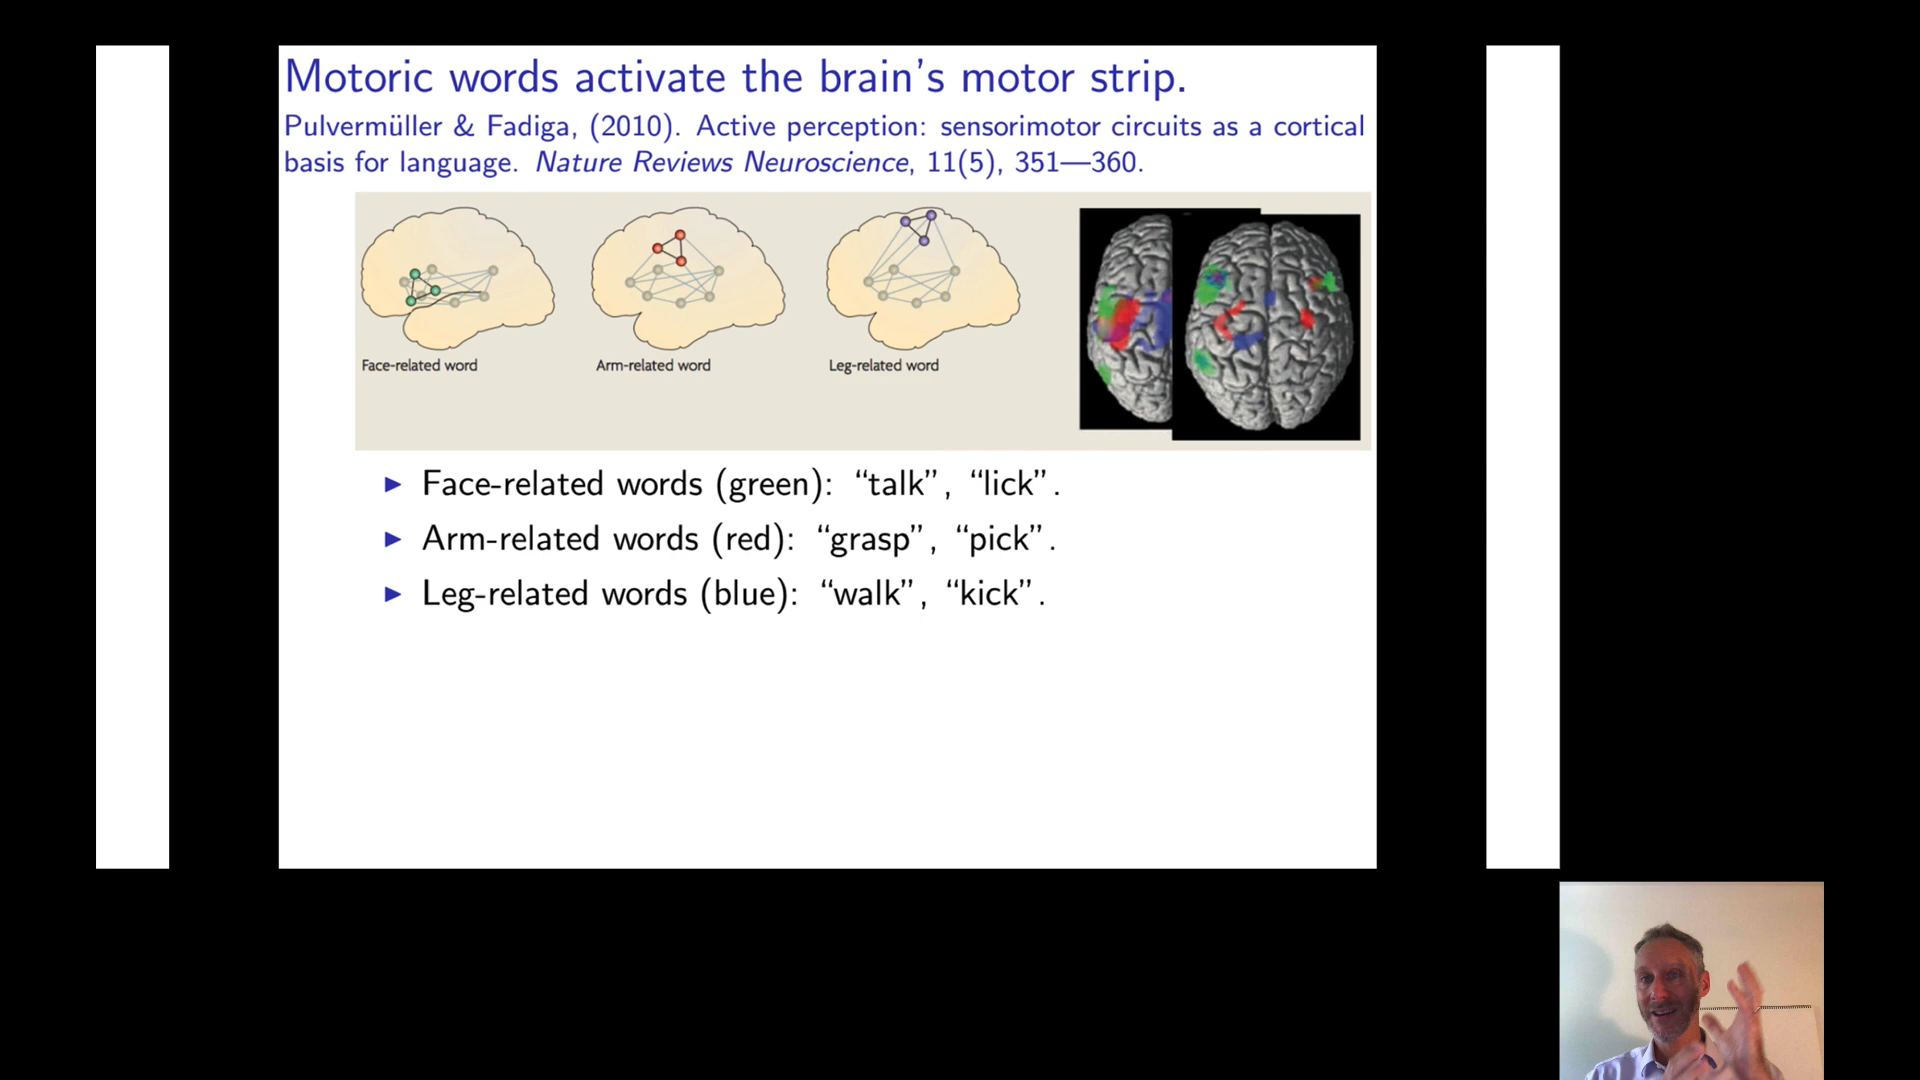 Motoric words activate the brain's motor strip.
Pulvermüller & Fadiga, (2010). Active perception: sensorimotor circuits as a cortical
basis for language. Nature Reviews Neuroscience, 11(5), 351—360.
Face-related word
Arm-related word
Leg-related word
▶ Face-related words (green): “talk”, “lick”.
▶ Arm-related words (red): “grasp”, “pick”.
▶ Leg-related words (blue): “walk”, “kick”.